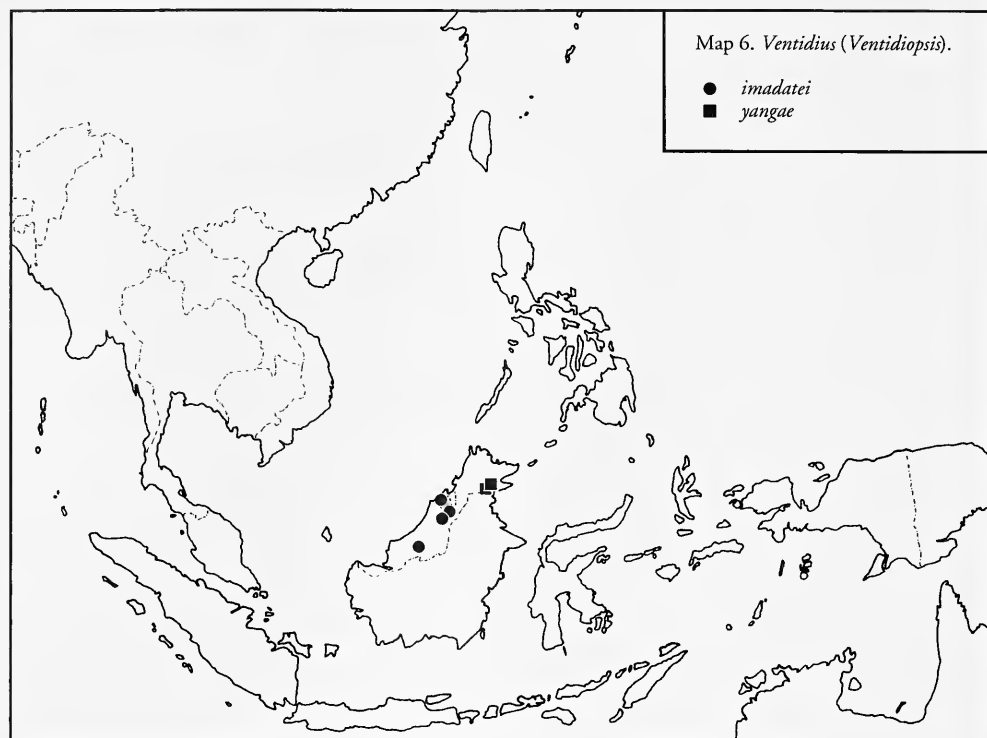 Map 6. Ventidius (Ventidiopsis).
● imadatei
■ yangae